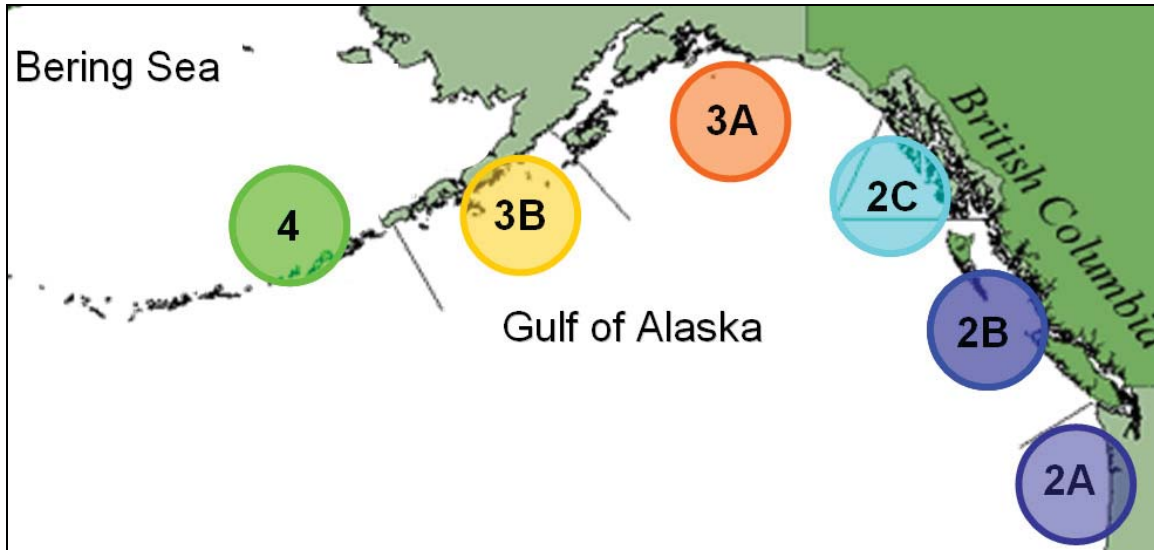 Bering Sea
3A
British Columbia
2C
3B
4
Gulf of Alaska
2B
2A